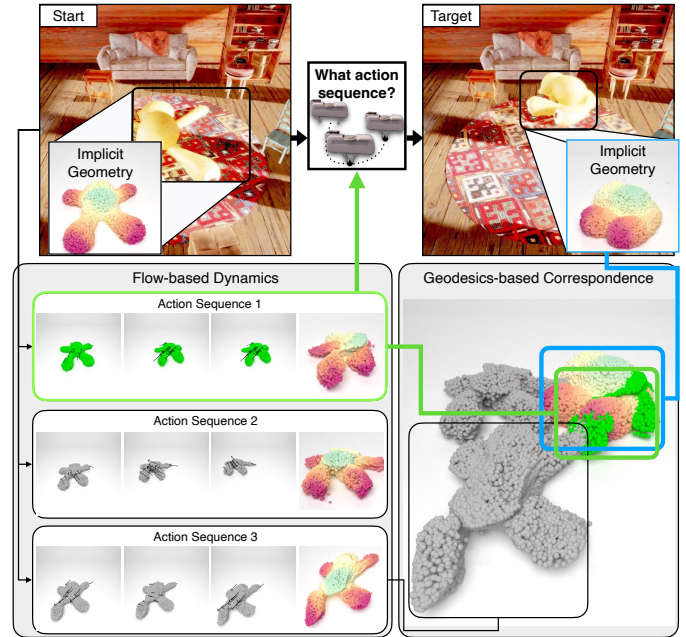 Start
Target
What action
sequence?
Implicit
Geometry
Implicit
Geometry
Flow-based Dynamics
Geodesics-based Correspondence
Action Sequence 1
Action Sequence 2
Action Sequence 3